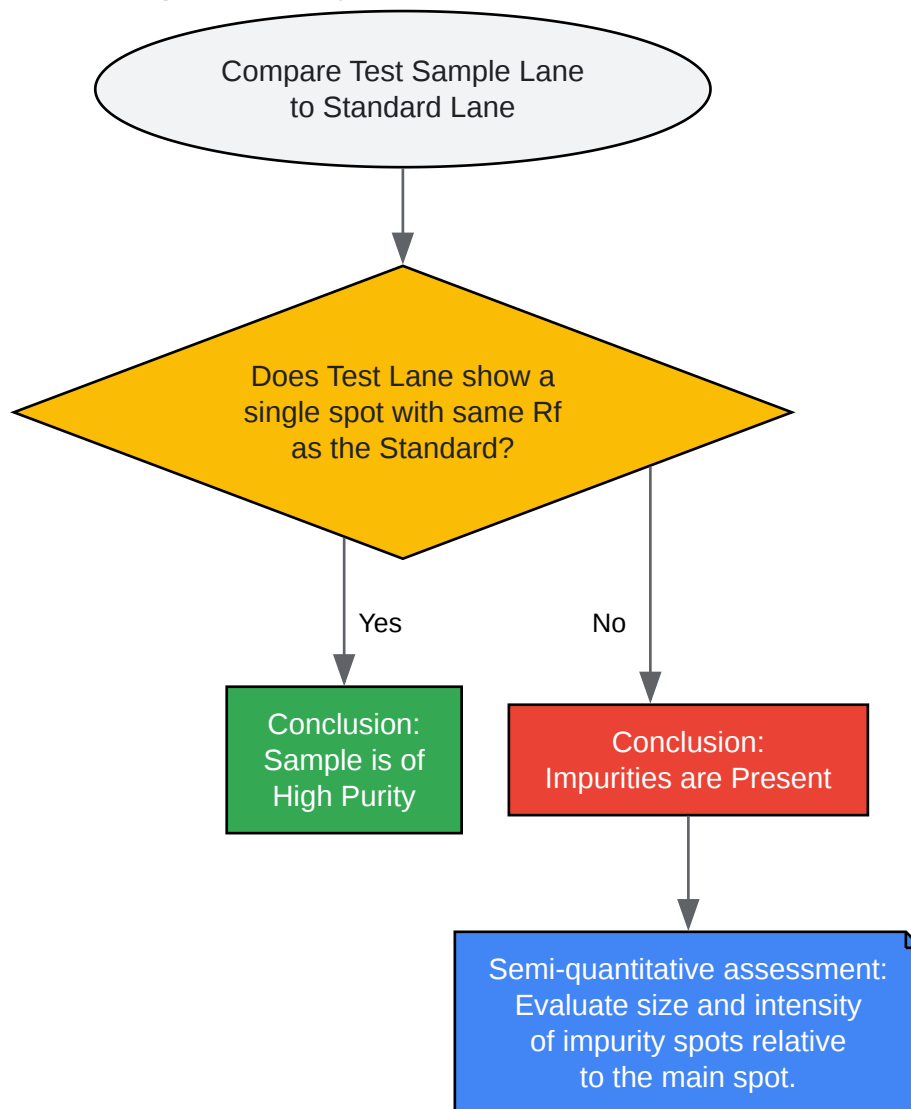 Compare Test Sample Lane
to Standard Lane
Does Test Lane show a
single spot with same Rf
as the Standard?
Yes
No
Conclusion:
Sample is of
High Purity
Conclusion:
Impurities are Present
Semi-quantitative assessment:
Evaluate size and intensity
of impurity spots relative
to the main spot.